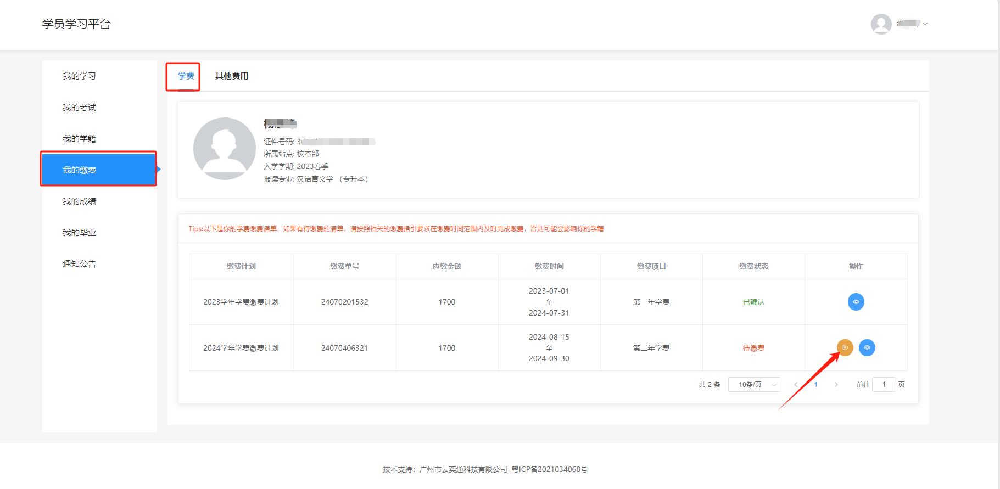 学员学习平台
我的学习
我的考试
我的学籍
我的缴费
我的成绩
我的毕业
通知公告
学费 其他费用
证件号码: 3
所属站点: 校本部
入学学期: 2023春季
报读专业: 汉语言文学 （专升本）
Tips:以下是你的学费缴费清单，如果有待缴费的清单，请按照相关的缴费指引要求在缴费时间范围内及时完成缴费，否则可能会影响你的学籍
缴费计划 缴费单号 应缴金额 缴费时间 缴费项目 缴费状态 操作
2023学年学费缴费计划 24070201532 1700 2023-07-01 至 2024-07-31 第一年学费 已确认
2024学年学费缴费计划 24070406321 1700 2024-08-15 至 2024-09-30 第二年学费 待缴费
共 2 条 10条/页 1 前往 1 页
技术支持：广州市云奕通科技有限公司 粤ICP备2021034068号